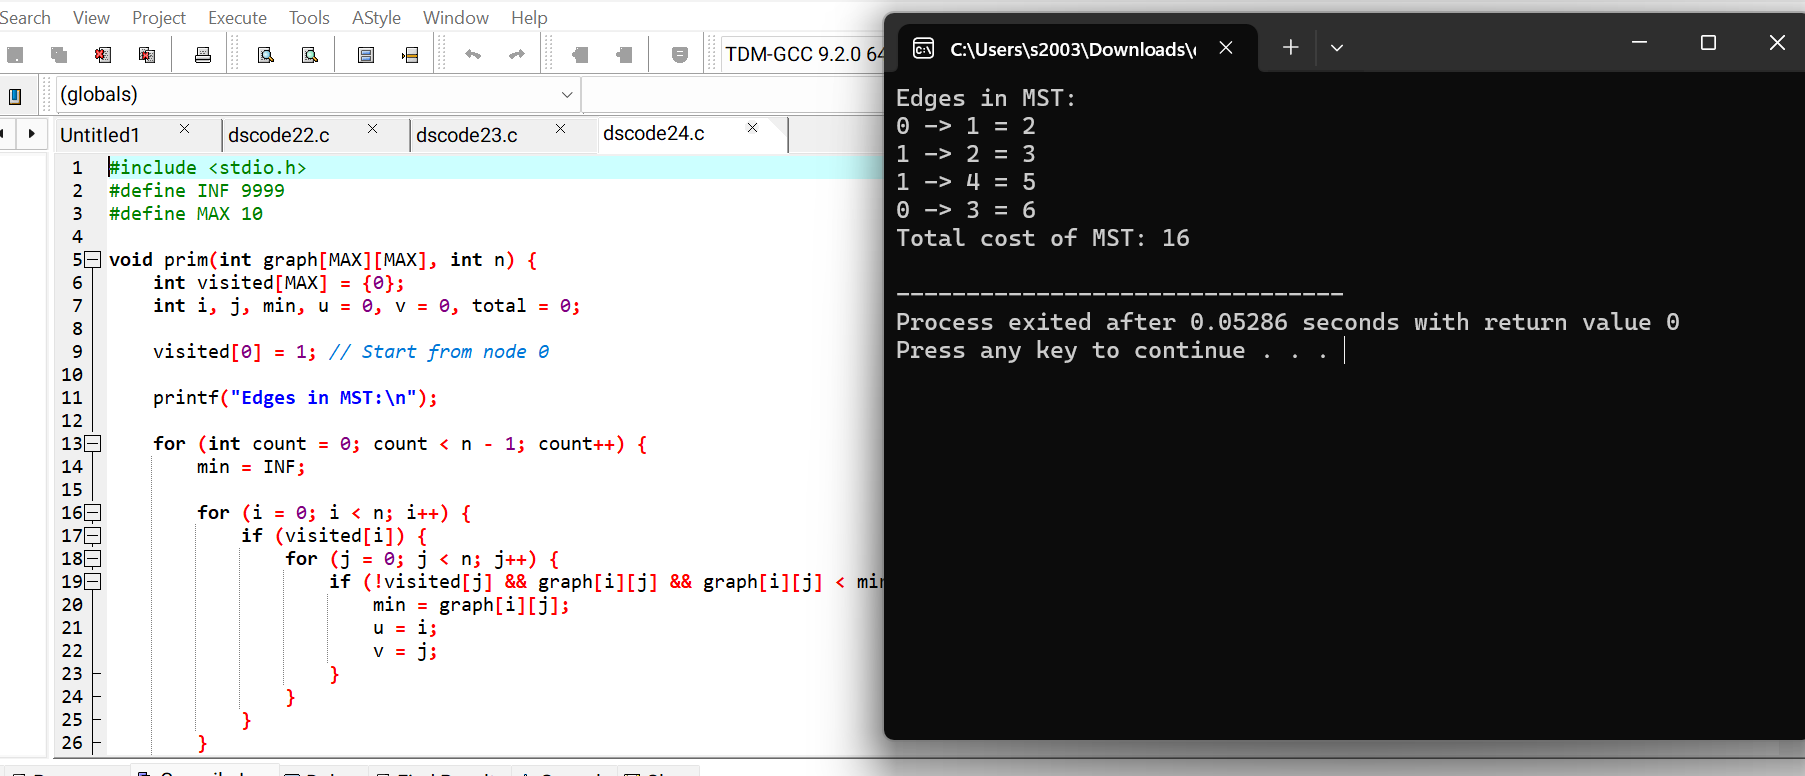 Search View Project Execute Tools AStyle Window Help
TDM-GCC 9.2.0 64
(globals)
Untitled1 dscode22.c dscode23.c dscode24.c
1 #include <stdio.h>
2 #define INF 9999
3 #define MAX 10
4
5 void prim(int graph[MAX][MAX], int n) {
6 int visited[MAX] = {0};
7 int i, j, min, u = 0, v = 0, total = 0;
8
9 visited[0] = 1; // Start from node 0
10
11 printf("Edges in MST:\n");
12
13 for (int count = 0; count < n - 1; count++) {
14 min = INF;
15
16 for (i = 0; i < n; i++) {
17 if (visited[i]) {
18 for (j = 0; j < n; j++) {
19 if (!visited[j] && graph[i][j] && graph[i][j] < min
20 min = graph[i][j];
21 u = i;
22 v = j;
23 }
24 }
25 }
26 }
C:\Users\s2003\Downloads\
Edges in MST:
0 -> 1 = 2
1 -> 2 = 3
1 -> 4 = 5
0 -> 3 = 6
Total cost of MST: 16
--------------------------------
Process exited after 0.05286 seconds with return value 0
Press any key to continue . . .